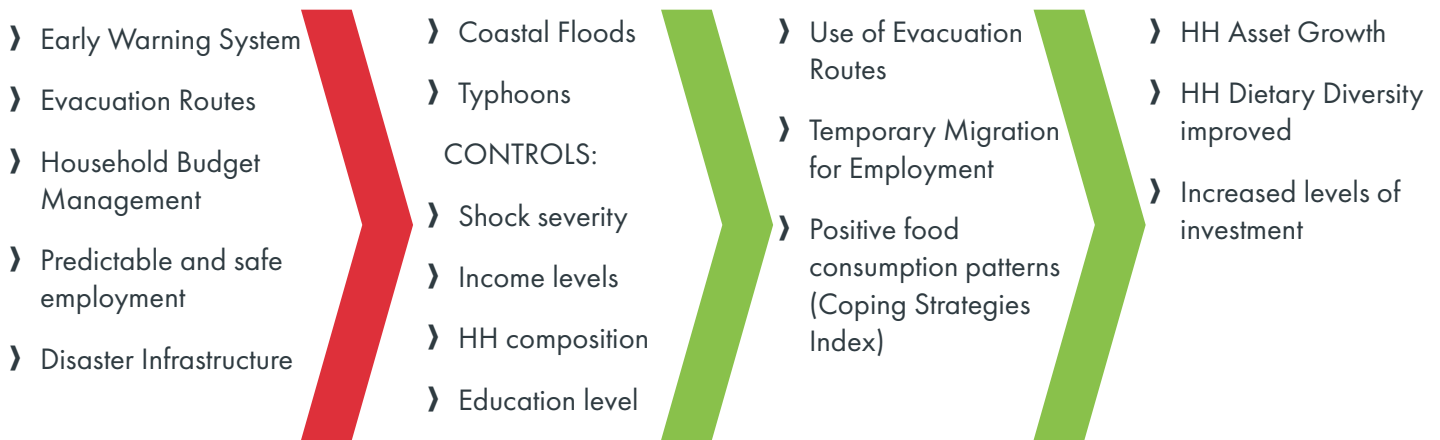 ❱ Early Warning System
❱ Evacuation Routes
❱ Household Budget
Management
❱ Predictable and safe
employment
❱ Disaster Infrastructure
❱ Coastal Floods
❱ Typhoons
CONTROLS:
❱ Shock severity
❱ Income levels
❱ HH composition
❱ Education level
❱ Use of Evacuation
Routes
❱ Temporary Migration
for Employment
❱ Positive food
consumption patterns
(Coping Strategies
Index)
❱ HH Asset Growth
❱ HH Dietary Diversity
improved
❱ Increased levels of
investment